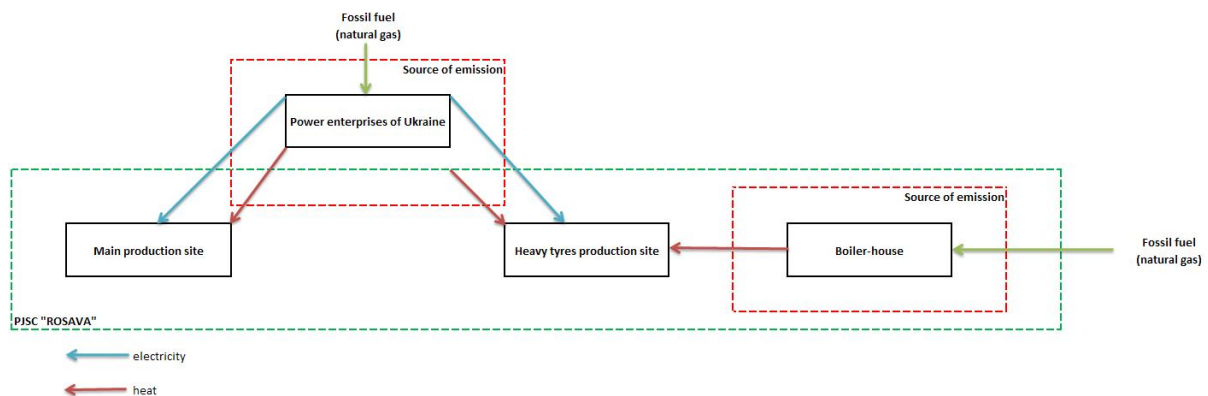 Fossil fuel
(natural gas)
Source of emission
Power enterprises of Ukraine
Source of emission
Main production site
Heavy tyres production site
Boiler-house
Fossil fuel
(natural gas)
PJSC "ROSAVA"
electricity
heat